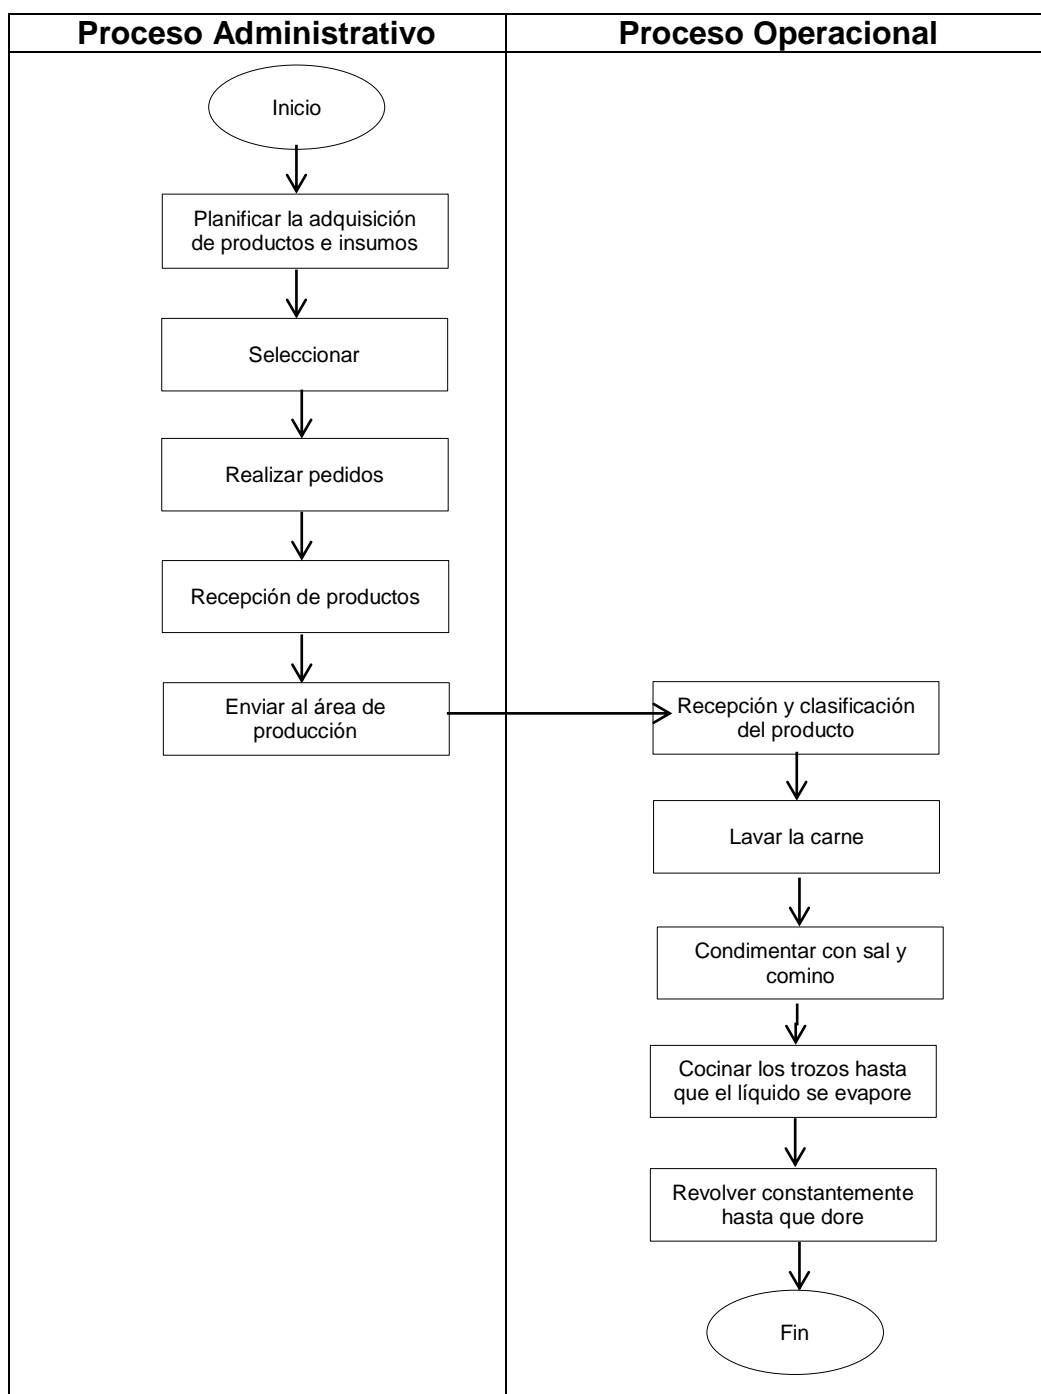 Proceso Administrativo
Proceso Operacional
Inicio
Planificar la adquisición
de productos e insumos
Seleccionar
Realizar pedidos
Recepción de productos
Enviar al área de
producción
Recepción y clasificación
del producto
Lavar la carne
Condimentar con sal y
comino
Cocinar los trozos hasta
que el líquido se evapore
Revolver constantemente
hasta que dore
Fin